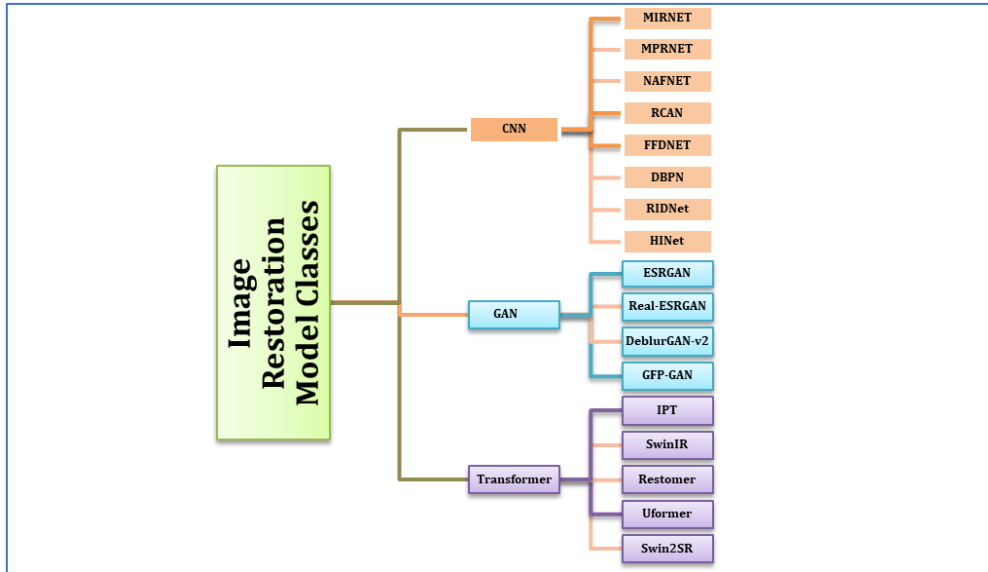 Image
Restoration
Model Classes
CNN
MIRNET
MPRNET
NAFNET
RCAN
FFDNET
DBPN
RIDNet
HINet
GAN
ESRGAN
Real-ESRGAN
DeblurGAN-v2
GFP-GAN
Transformer
IPT
SwinIR
Restomer
Uformer
Swin2SR